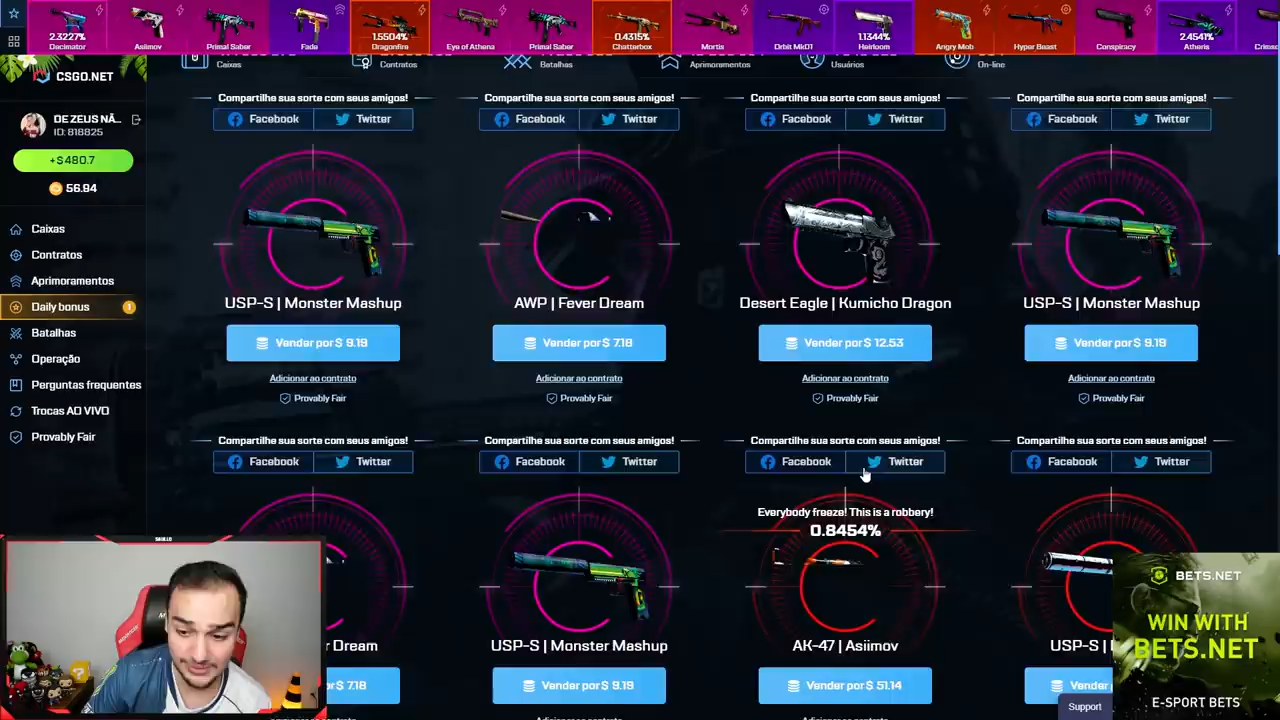 2.3227%
Decimator
Asiimov
Primal Saber
Fade
1.5504%
Dragonfire
Eye of Athena
Primal Saber
0.4315%
Chatterbox
Mortis
Orbit Mk01
1.1344%
Heirloom
Angry Mob
Hyper Beast
Conspiracy
2.4541%
Atheris
CSGO.NET
Caixas
Contratos
Batalhas
Aprimoramentos
Usuários
On-line
DE ZEUS NÃ...
ID: 818825
+$480.7
56.94
Caixas
Contratos
Aprimoramentos
Daily bonus
1
Batalhas
Operação
Perguntas frequentes
Trocas AO VIVO
Provably Fair
Compartilhe sua sorte com seus amigos!
Facebook
Twitter
USP-S | Monster Mashup
Vender por $ 9.19
Adicionar ao contrato
Provably Fair
Compartilhe sua sorte com seus amigos!
Facebook
Twitter
AWP | Fever Dream
Vender por $ 7.18
Adicionar ao contrato
Provably Fair
Compartilhe sua sorte com seus amigos!
Facebook
Twitter
Desert Eagle | Kumicho Dragon
Vender por $ 12.53
Adicionar ao contrato
Provably Fair
Compartilhe sua sorte com seus amigos!
Facebook
Twitter
USP-S | Monster Mashup
Vender por $ 9.19
Adicionar ao contrato
Provably Fair
Compartilhe sua sorte com seus amigos!
Facebook
Twitter
r Dream
$ 7.18
Compartilhe sua sorte com seus amigos!
Facebook
Twitter
USP-S | Monster Mashup
Vender por $ 9.19
Compartilhe sua sorte com seus amigos!
Facebook
Twitter
Everybody freeze! This is a robbery!
0.8454%
AK-47 | Asiimov
Vender por $ 51.14
Compartilhe sua sorte com seus amigos!
Facebook
Twitter
USP-S |
Vender
Support
BETS.NET
WIN WITH
BETS.NET
E-SPORT BETS